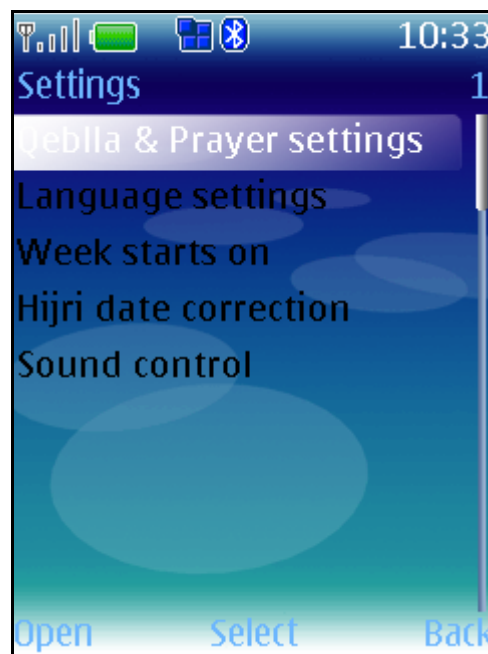 10:33
Settings 1
Qeblla & Prayer settings
Language settings
Week starts on
Hijri date correction
Sound control
Open Select Back